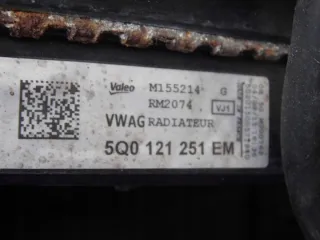 Valeo M155214 G
RM2074 VJ1
VWAG RADIATEUR
5Q0 121 251 EM